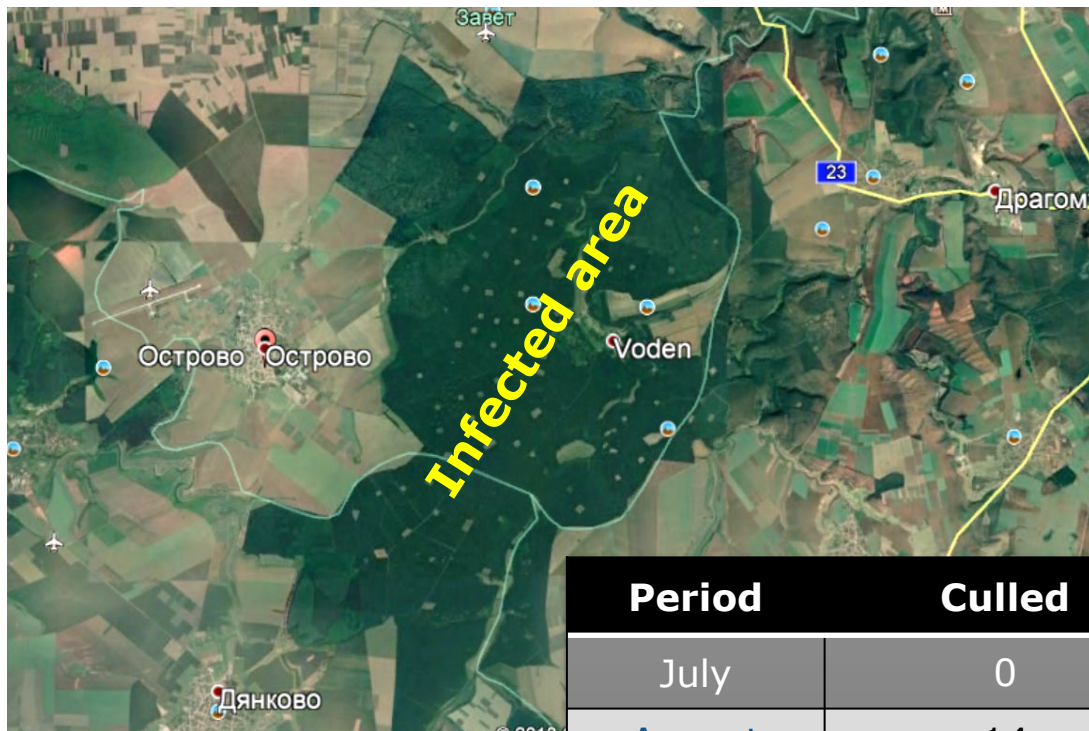 Завет
23
Драгом
Острово
Острово
Voden
Infected area
Дянково
Period Culled
July 0